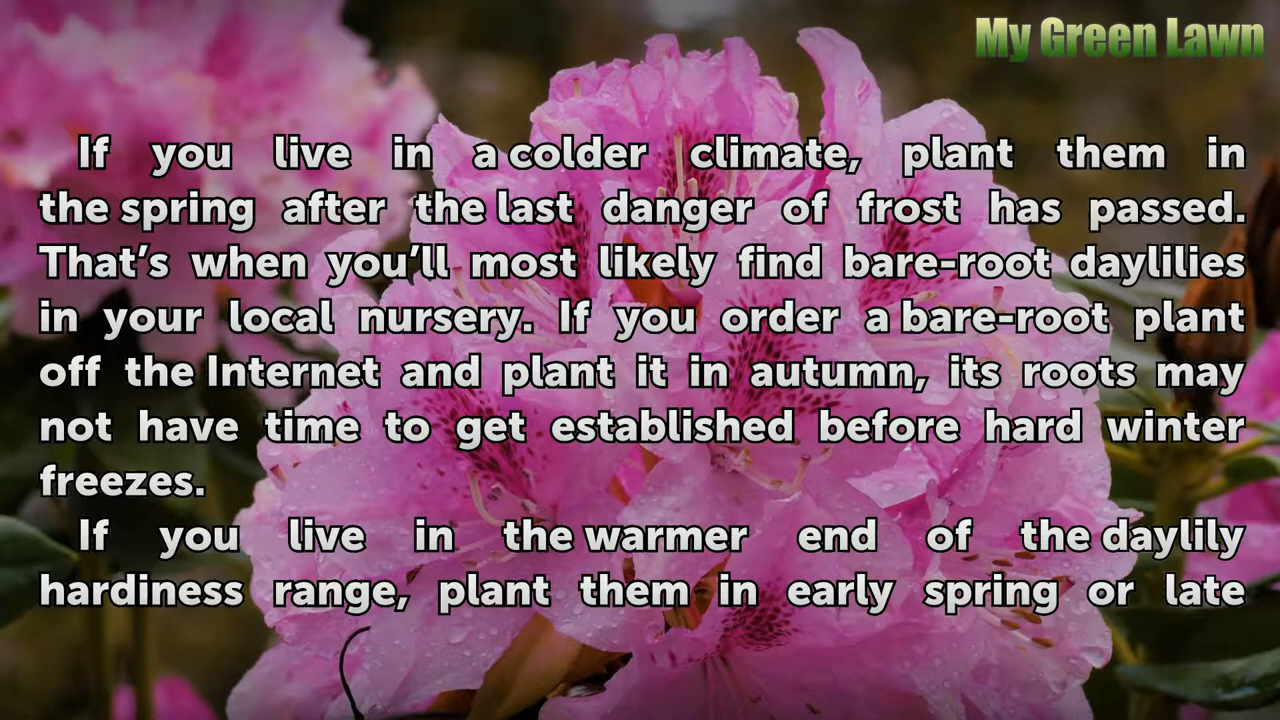 My Green Lawn
If you live in a colder climate, plant them in
the spring after the last danger of frost has passed.
That’s when you’ll most likely find bare-root daylilies
in your local nursery. If you order a bare-root plant
off the Internet and plant it in autumn, its roots may
not have time to get established before hard winter
freezes.
If you live in the warmer end of the daylily
hardiness range, plant them in early spring or late